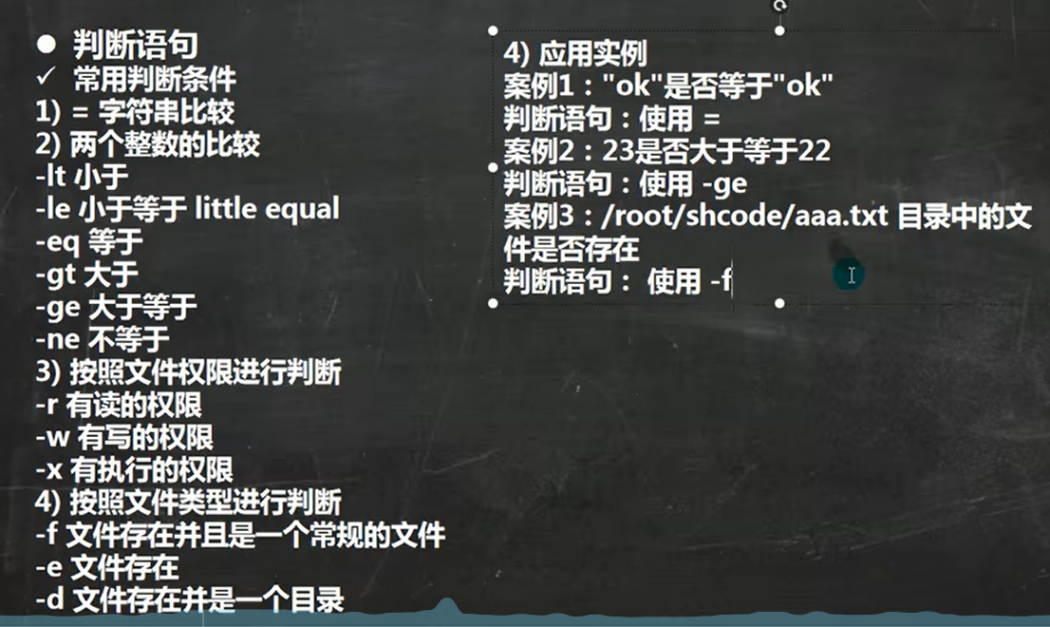 ● 判断语句
✓ 常用判断条件
1) = 字符串比较
2) 两个整数的比较
-lt 小于
-le 小于等于 little equal
-eq 等于
-gt 大于
-ge 大于等于
-ne 不等于
3) 按照文件权限进行判断
-r 有读的权限
-w 有写的权限
-x 有执行的权限
4) 按照文件类型进行判断
-f 文件存在并且是一个常规的文件
-e 文件存在
-d 文件存在并是一个目录
4) 应用实例
案例1："ok"是否等于"ok"
判断语句：使用 =
案例2：23是否大于等于22
判断语句：使用 -ge
案例3：/root/shcode/aaa.txt 目录中的文
件是否存在
判断语句： 使用 -f